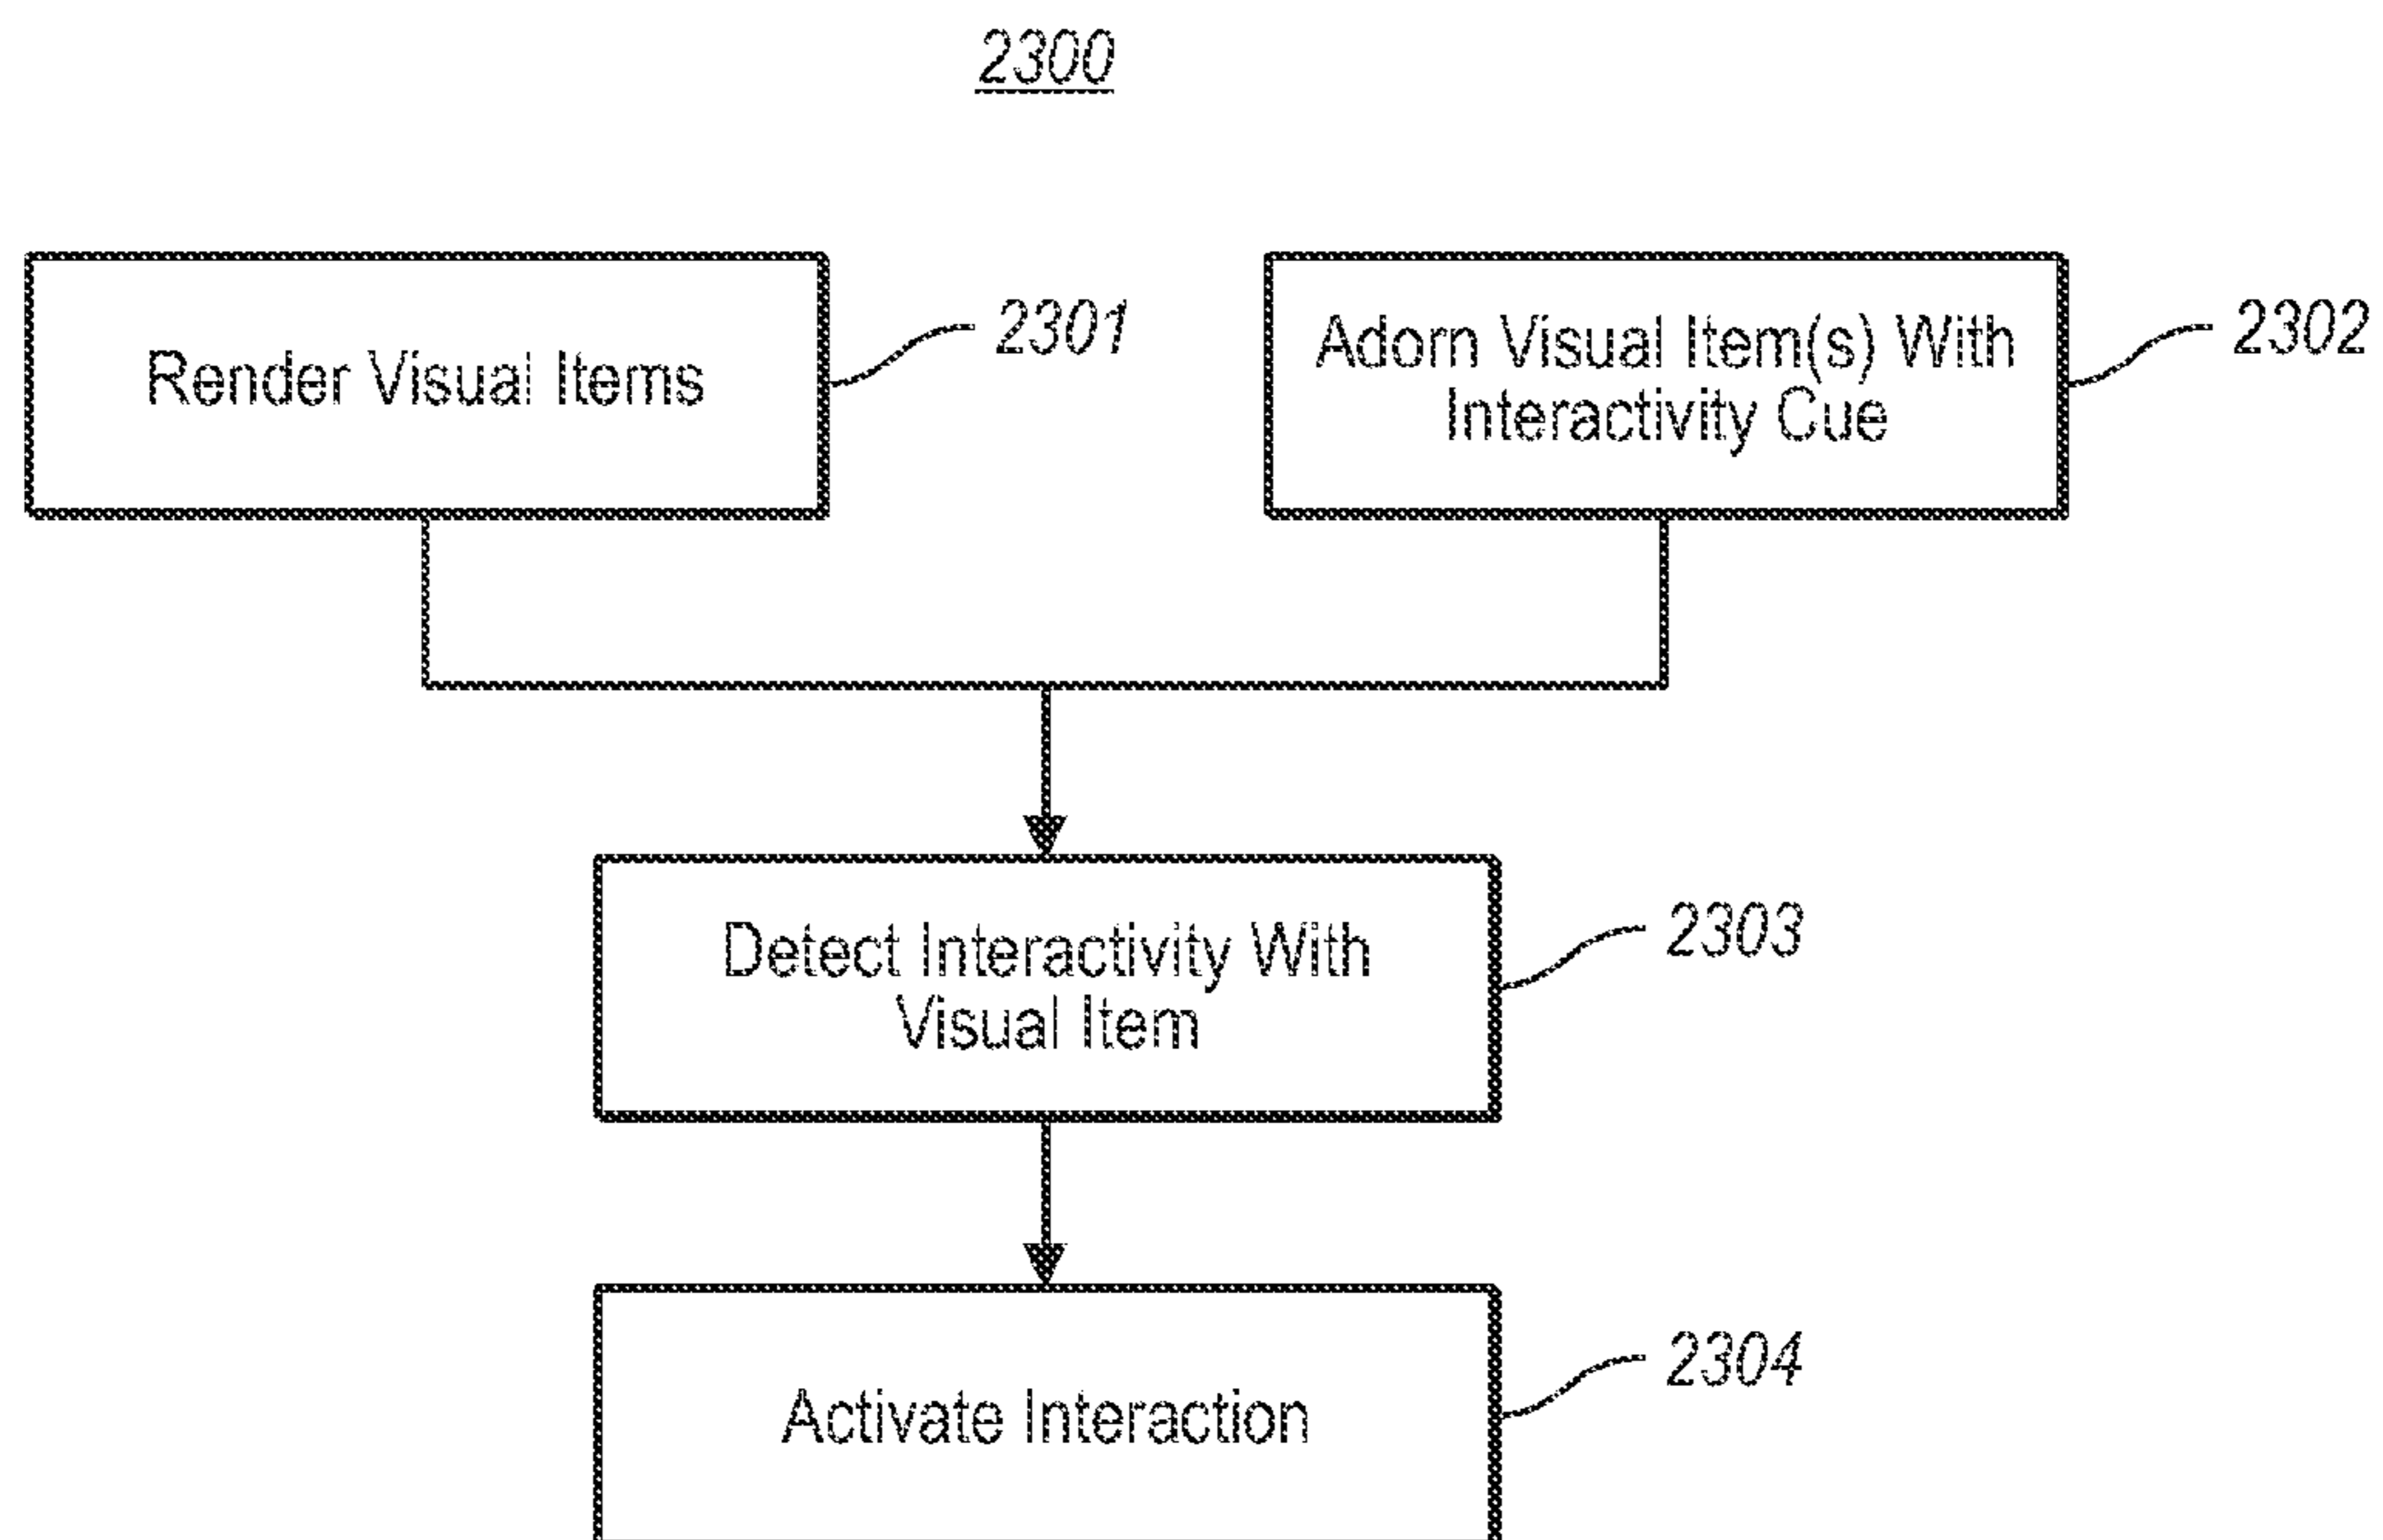 2300
Render Visual Items
2301
Adorn Visual Item(s) With
Interactivity Cue
2302
Detect Interactivity With
Visual Item
2303
Activate Interaction
2304